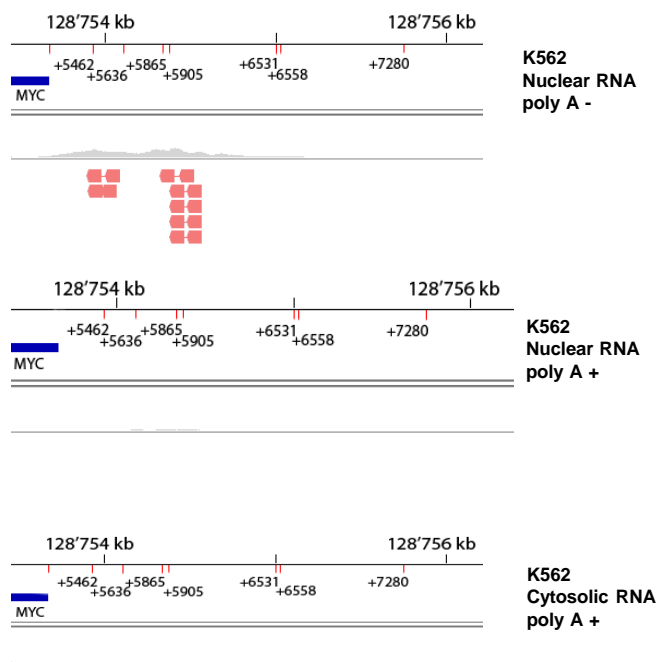 128'754 kb 128'756 kb
+5462 +5865 +6531 +7280
+5636 +5905 +6558
MYC
K562
Nuclear RNA
poly A -
128'754 kb 128'756 kb
+5462 +5865 +6531 +7280
+5636 +5905 +6558
MYC
K562
Nuclear RNA
poly A +
128'754 kb 128'756 kb
+5462 +5865 +6531 +7280
+5636 +5905 +6558
MYC
K562
Cytosolic RNA
poly A +